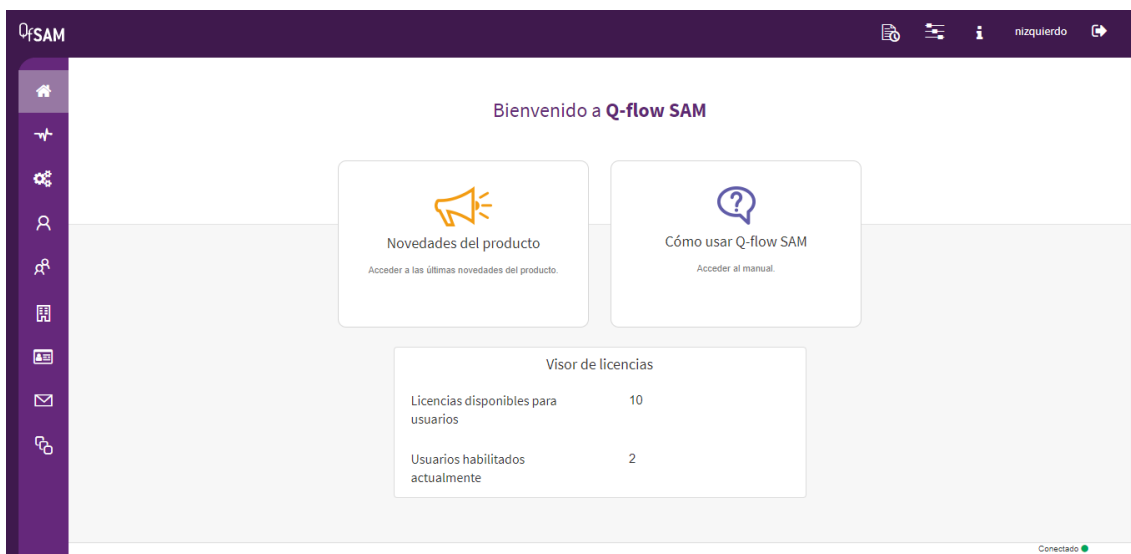 QfSAM
nizquierdo
Bienvenido a Q-flow SAM
Novedades del producto
Acceder a las últimas novedades del producto.
Cómo usar Q-flow SAM
Acceder al manual.
Visor de licencias
Licencias disponibles para 10
usuarios
Usuarios habilitados 2
actualmente
Conectado